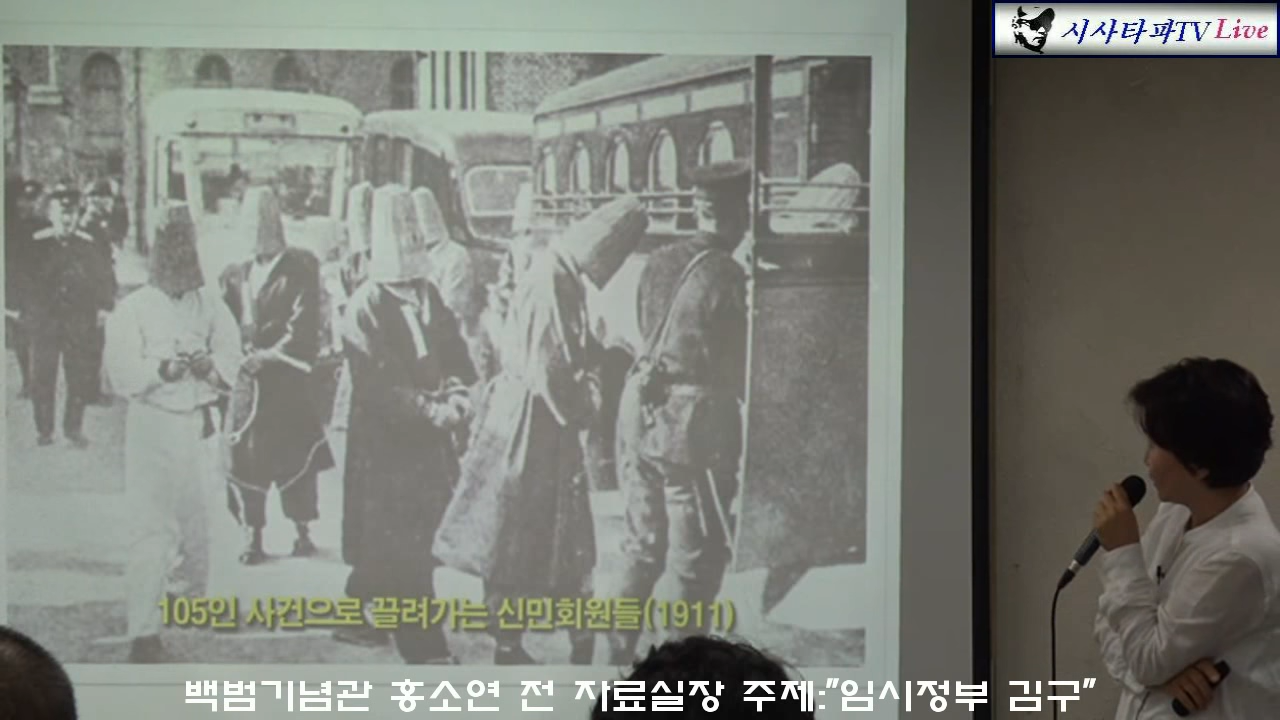 시사타파TV Live
105인 사건으로 끌려가는 신민회원들(1911)
백범기념관 홍소연 전 자료실장 주제:"임시정부 김구"